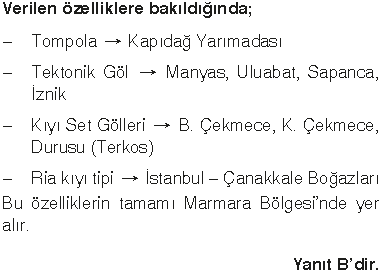 Verilen özelliklere bakıldığında;
– Tompola → Kapıdağ Yarımadası
– Tektonik Göl → Manyas, Uluabat, Sapanca,
İznik
– Kıyı Set Gölleri → B. Çekmece, K. Çekmece,
Durusu (Terkos)
– Ria kıyı tipi → İstanbul – Çanakkale Boğazları
Bu özelliklerin tamamı Marmara Bölgesi’nde yer
alır.
Yanıt B’dir.